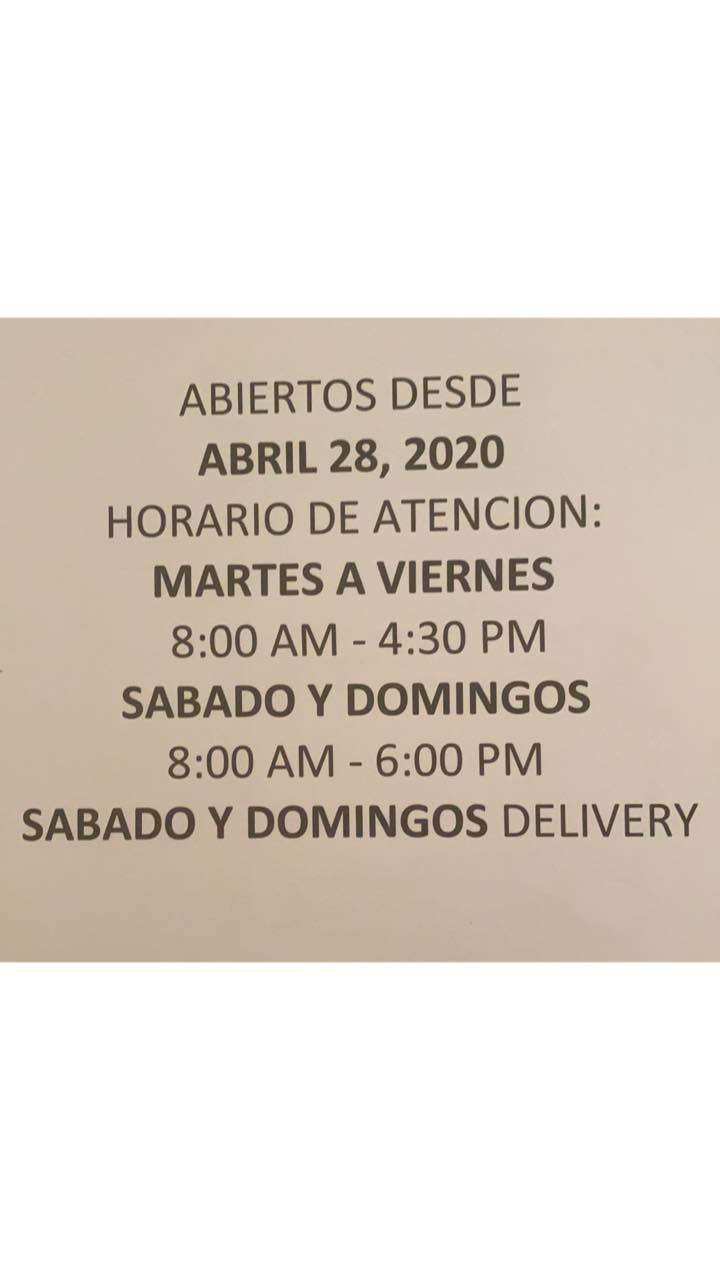 ABIERTOS DESDE
ABRIL 28, 2020
HORARIO DE ATENCION:
MARTES A VIERNES
8:00 AM - 4:30 PM
SABADO Y DOMINGOS
8:00 AM - 6:00 PM
SABADO Y DOMINGOS DELIVERY